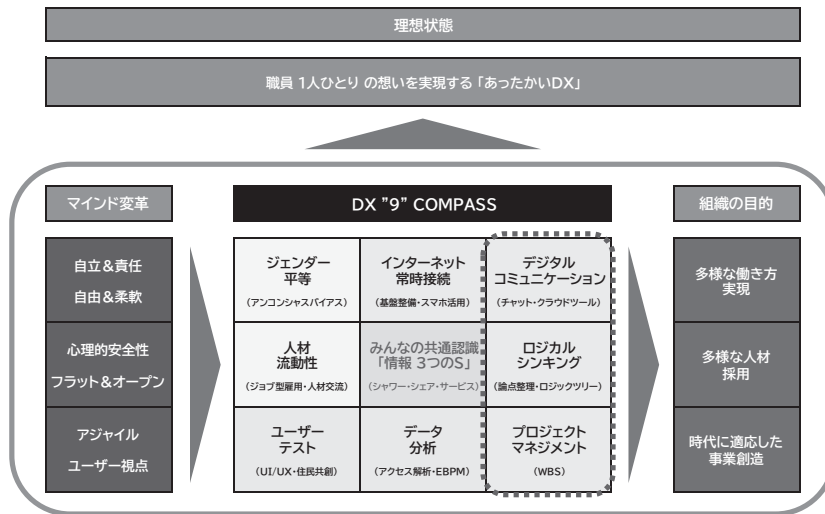 理想状態
職員 1人ひとり の想いを実現する「あったかいDX」
マインド変革
自立&責任
自由&柔軟
心理的安全性
フラット&オープン
アジャイル
ユーザー視点
DX "9" COMPASS
ジェンダー
平等
(アンコンシャスバイアス)
インターネット
常時接続
(基盤整備・スマホ活用)
デジタル
コミュニケーション
(チャット・クラウドツール)
人材
流動性
(ジョブ型雇用・人材交流)
みんなの共通認識
「情報 3つのS」
(シャワー・シェア・サービス)
ロジカル
シンキング
(論点整理・ロジックツリー)
ユーザー
テスト
(UI/UX・住民共創)
データ
分析
(アクセス解析・EBPM)
プロジェクト
マネジメント
(WBS)
組織の目的
多様な働き方
実現
多様な人材
採用
時代に適応した
事業創造